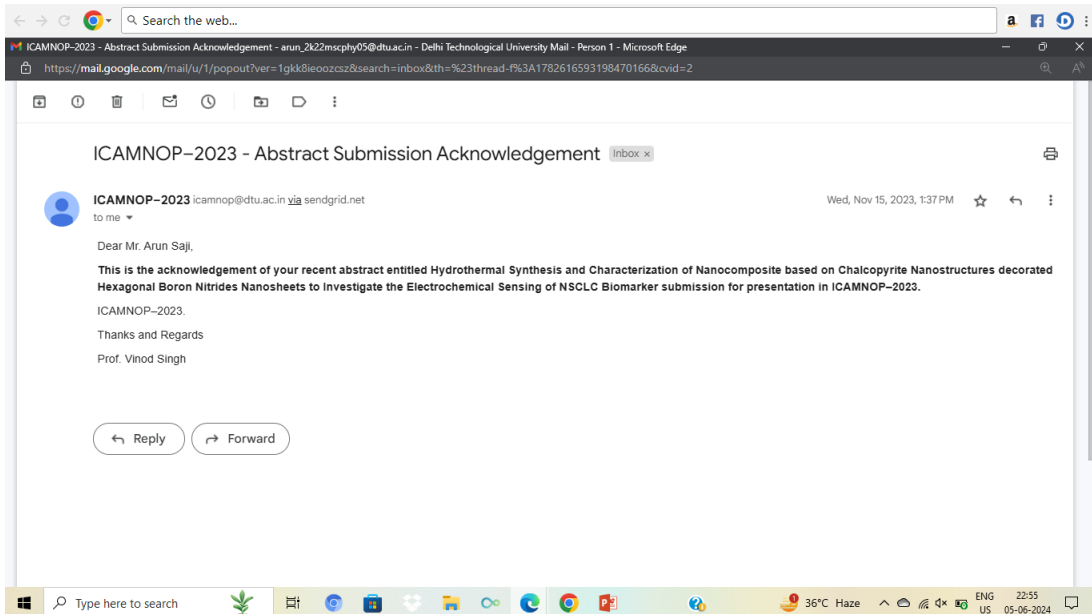 Search the web...
ICAMNOP–2023 - Abstract Submission Acknowledgement - arun_2k22mscphy05@dtu.ac.in - Delhi Technological University Mail - Person 1 - Microsoft Edge
https://mail.google.com/mail/u/1/popout?ver=1gkk8ieoozcsz&search=inbox&th=%23thread-f%3A1782616593198470166&cvid=2
ICAMNOP–2023 - Abstract Submission Acknowledgement Inbox ×
ICAMNOP–2023 icamnop@dtu.ac.in via sendgrid.net Wed, Nov 15, 2023, 1:37 PM
to me
Dear Mr. Arun Saji,
This is the acknowledgement of your recent abstract entitled Hydrothermal Synthesis and Characterization of Nanocomposite based on Chalcopyrite Nanostructures decorated
Hexagonal Boron Nitrides Nanosheets to Investigate the Electrochemical Sensing of NSCLC Biomarker submission for presentation in ICAMNOP–2023.
ICAMNOP–2023.
Thanks and Regards
Prof. Vinod Singh
Reply Forward
Type here to search 36°C Haze ENG 22:55
US 05-06-2024